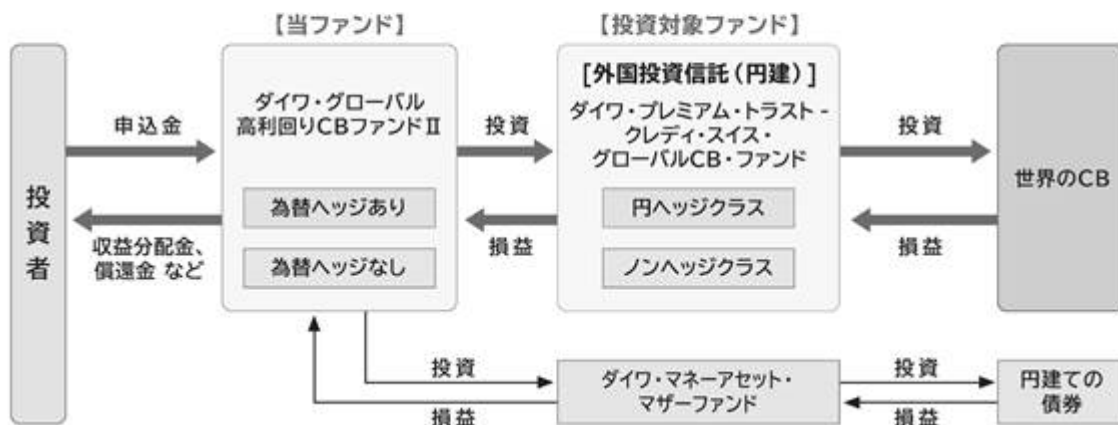 【当ファンド】
【投資対象ファンド】
投資者
申込金
収益分配金、
償還金 など
ダイワ・グローバル
高利回りCBファンドⅡ
為替ヘッジあり
為替ヘッジなし
投資
損益
[外国投資信託(円建)]
ダイワ・プレミアム・トラスト -
クレディ・スイス・
グローバルCB・ファンド
円ヘッジクラス
ノンヘッジクラス
投資
損益
世界のCB
投資
損益
ダイワ・マネーアセット・
マザーファンド
投資
損益
円建ての
債券